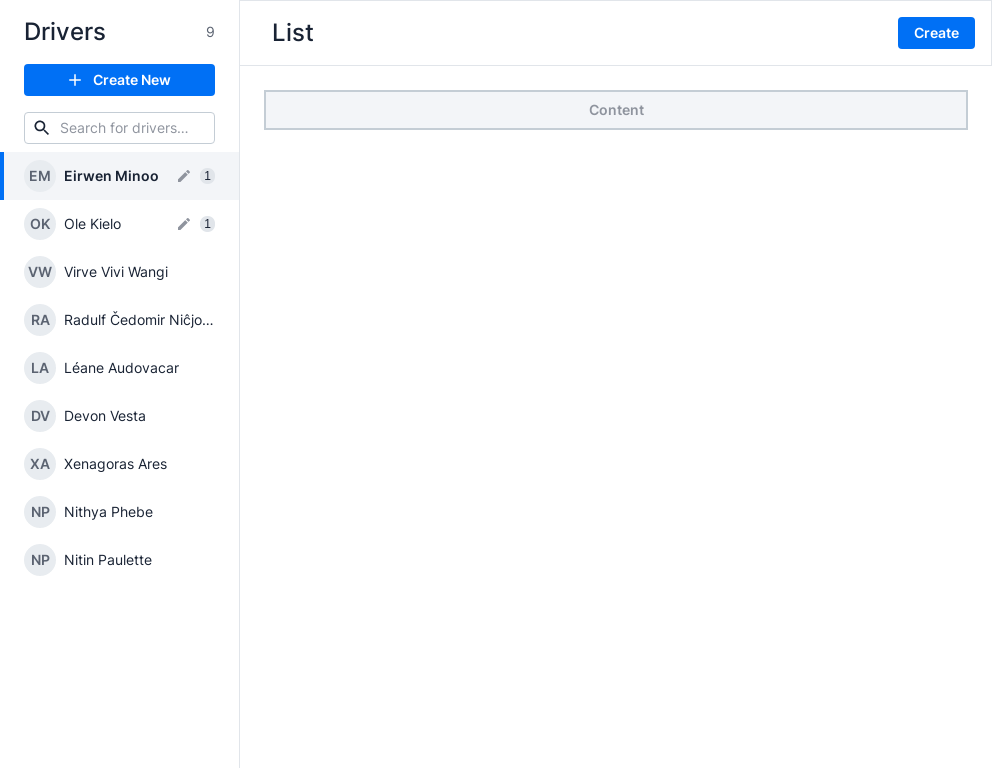 Drivers
9
Create New
Search for drivers...
EM Eirwen Minoo 1
OK Ole Kielo 1
VW Virve Vivi Wangi
RA Radulf Čedomir Niĉjo...
LA Léane Audovacar
DV Devon Vesta
XA Xenagoras Ares
NP Nithya Phebe
NP Nitin Paulette
List
Create
Content